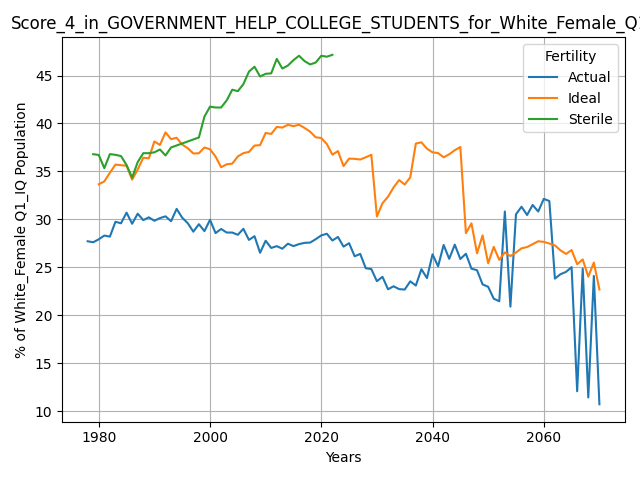 Score_4_in_GOVERNMENT_HELP_COLLEGE_STUDENTS_for_White_Female_Q1
Fertility
Actual
Ideal
Sterile
% of White_Female Q1_IQ Population
45
40
35
30
25
20
15
10
1980 2000 2020 2040 2060
Years